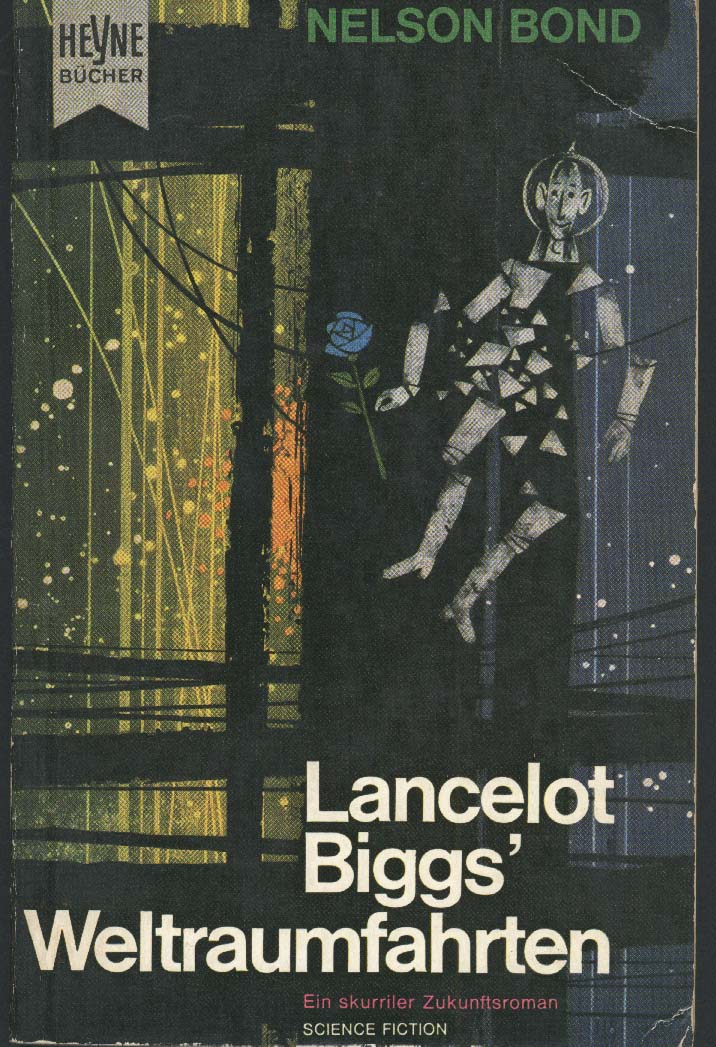 HEYNE
BÜCHER
NELSON BOND
Lancelot
Biggs’
Weltraumfahrten
Ein skurriler Zukunftsroman
SCIENCE FICTION